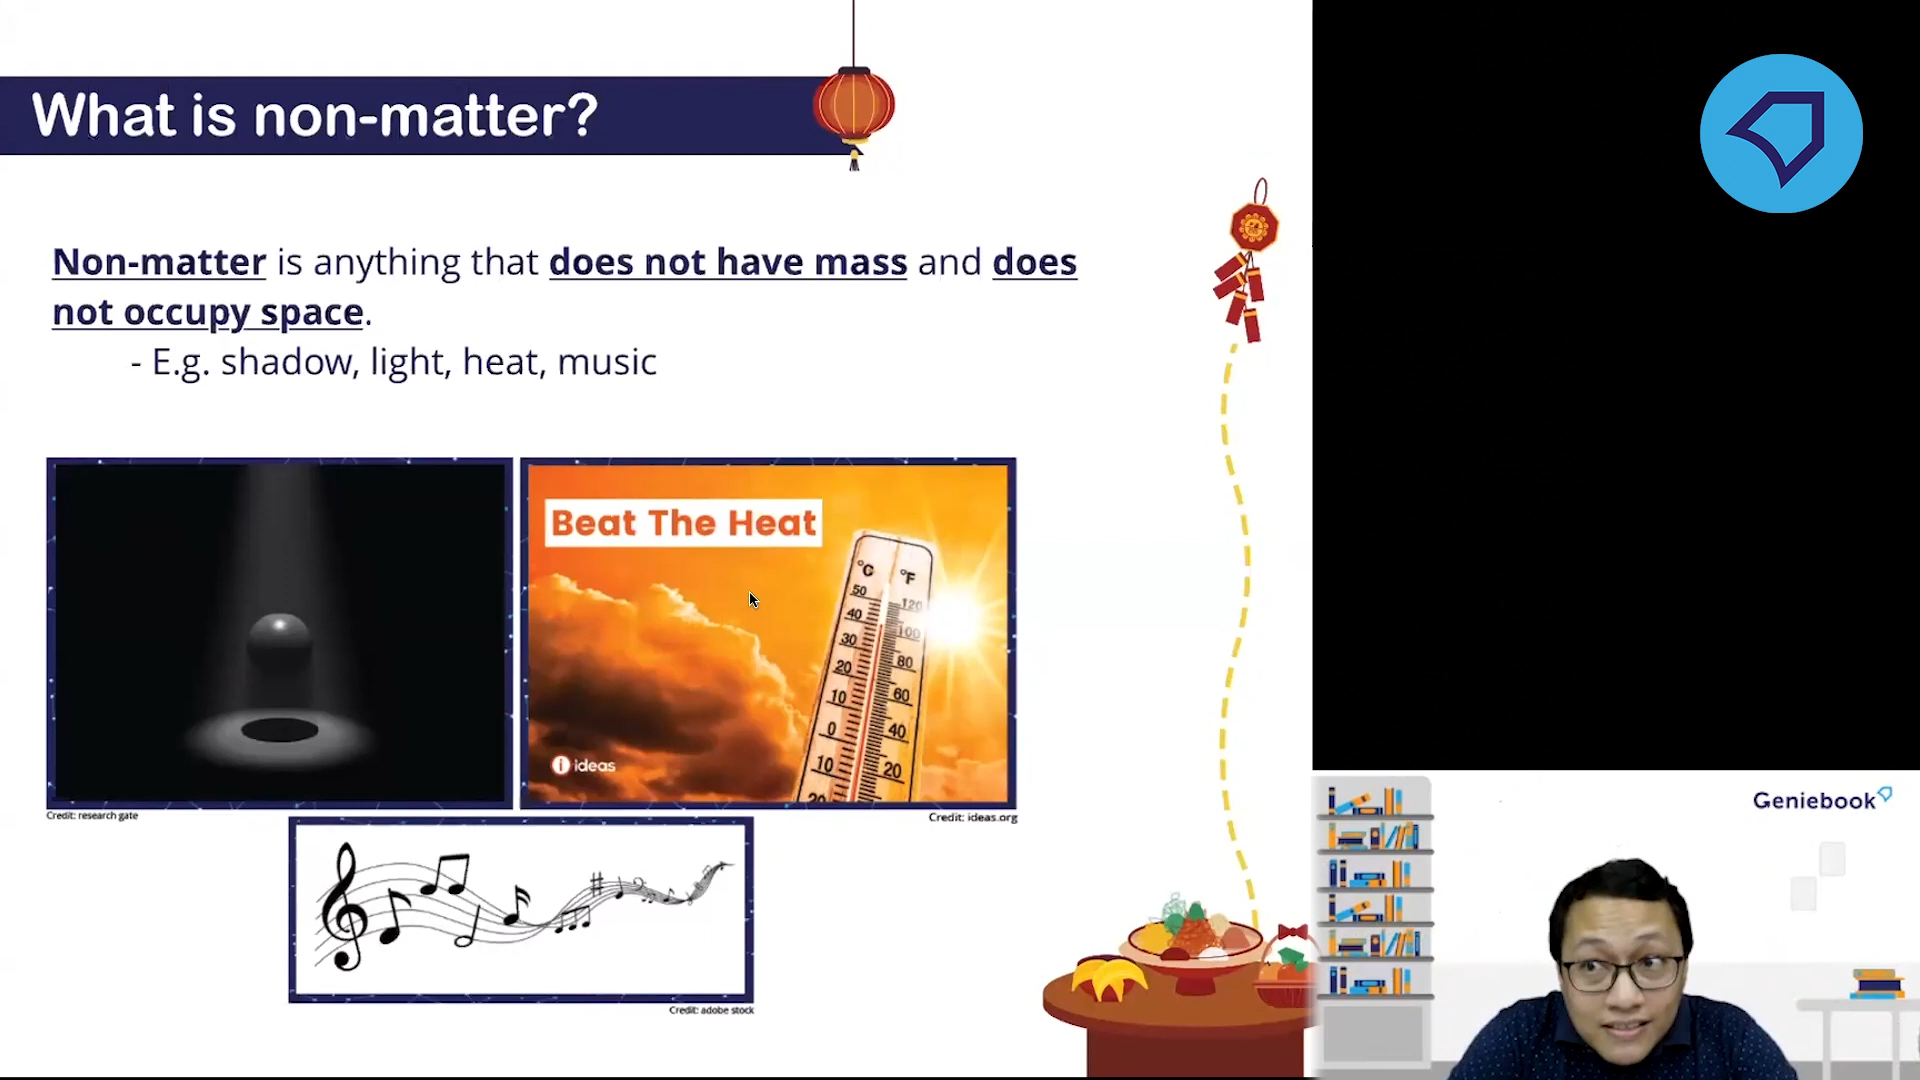 What is non-matter?
Non-matter is anything that does not have mass and does
not occupy space.
- E.g. shadow, light, heat, music
Beat The Heat
°C °F
50 120
40 100
30 80
20 60
10 40
0 20
10
20
i ideas
Credit: research gate
Credit: ideas.org
Credit: adobe stock
Geniebook